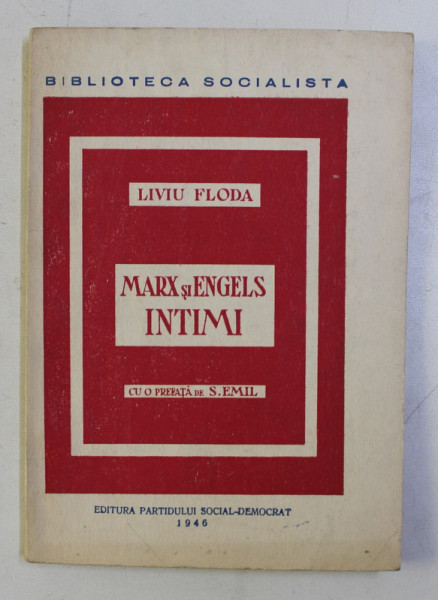 BIBLIOTECA SOCIALISTA
LIVIU FLODA
MARX ȘI ENGELS
INTIMI
CU O PREFAȚĂ DE S. EMIL
EDITURA PARTIDULUI SOCIAL-DEMOCRAT
1946